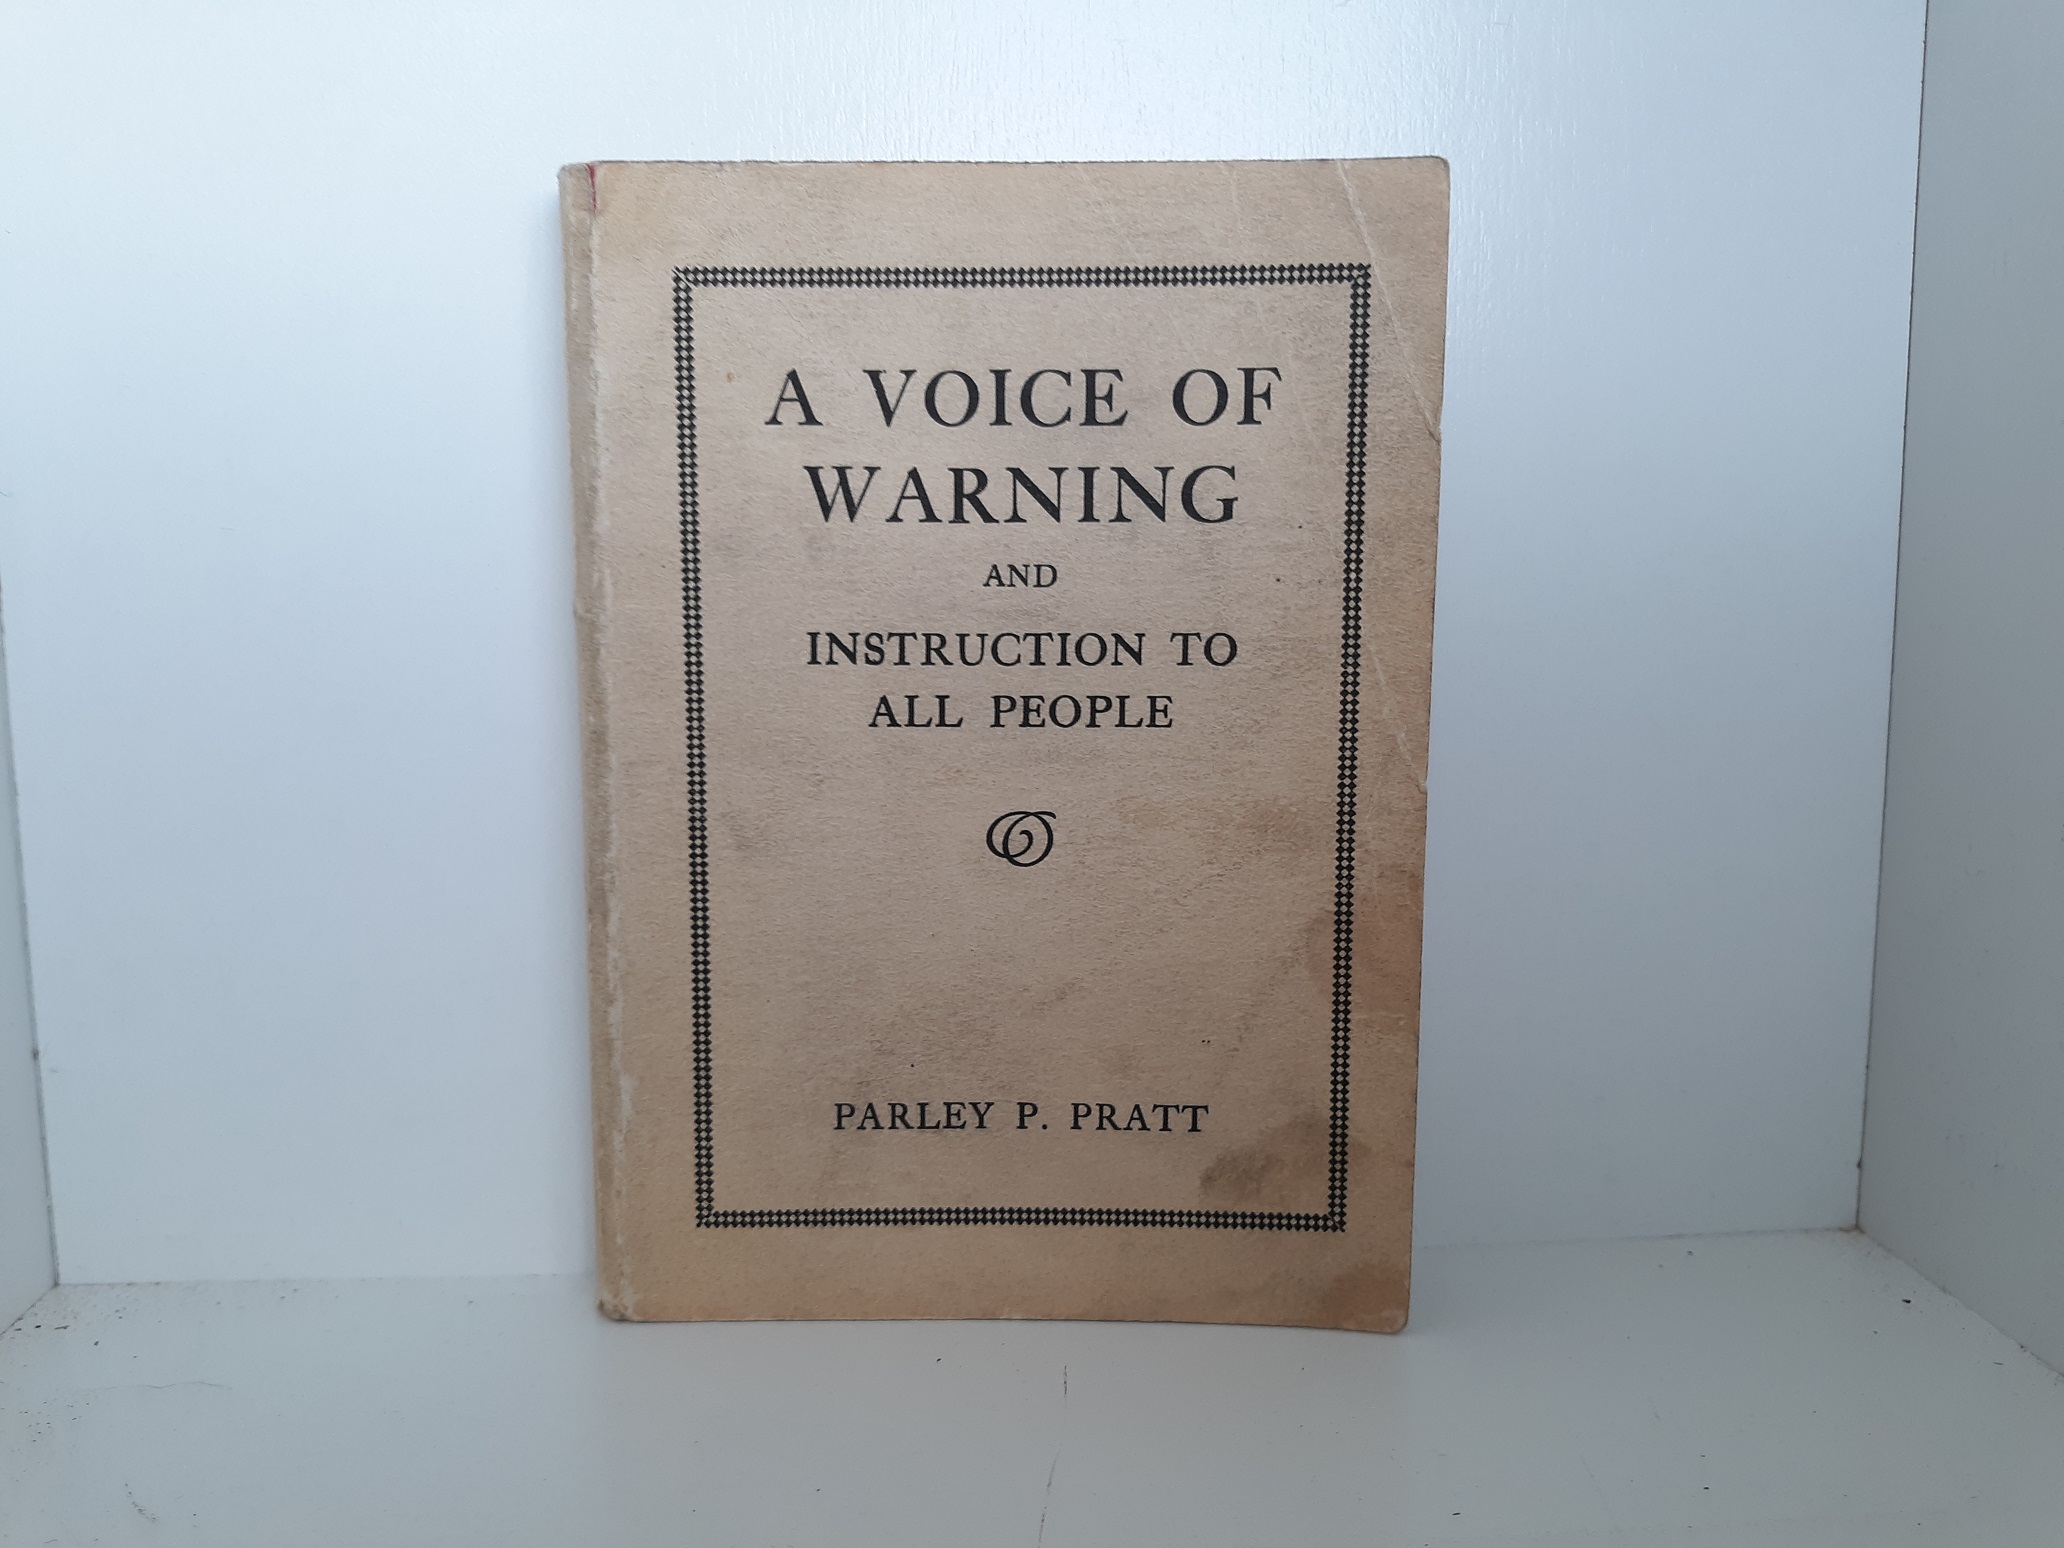 A VOICE OF
WARNING
AND
INSTRUCTION TO
ALL PEOPLE
PARLEY P. PRATT